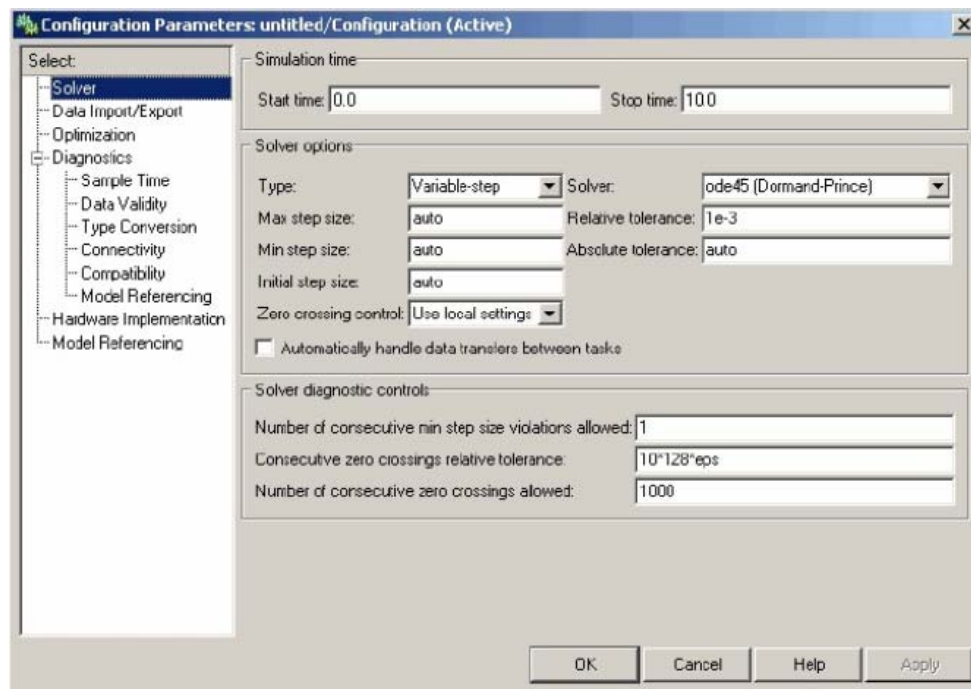 Configuration Parameters: untitled/Configuration (Active)
Select:
Solver
Data Import/Export
Optimization
Diagnostics
Sample Time
Data Validity
Type Conversion
Connectivity
Compatibility
Model Referencing
Hardware Implementation
Model Referencing
Simulation time
Start time: 0.0 Stop time: 10.0
Solver options
Type: Variable-step Solver: ode45 (Dormand-Prince)
Max step size: auto Relative tolerance: 1e-3
Min step size: auto Absolute tolerance: auto
Initial step size: auto
Zero crossing control: Use local settings
Automatically handle data transfers between tasks
Solver diagnostic controls
Number of consecutive min step size violations allowed: 1
Consecutive zero crossings relative tolerance: 10*128*eps
Number of consecutive zero crossings allowed: 1000
OK Cancel Help Apply